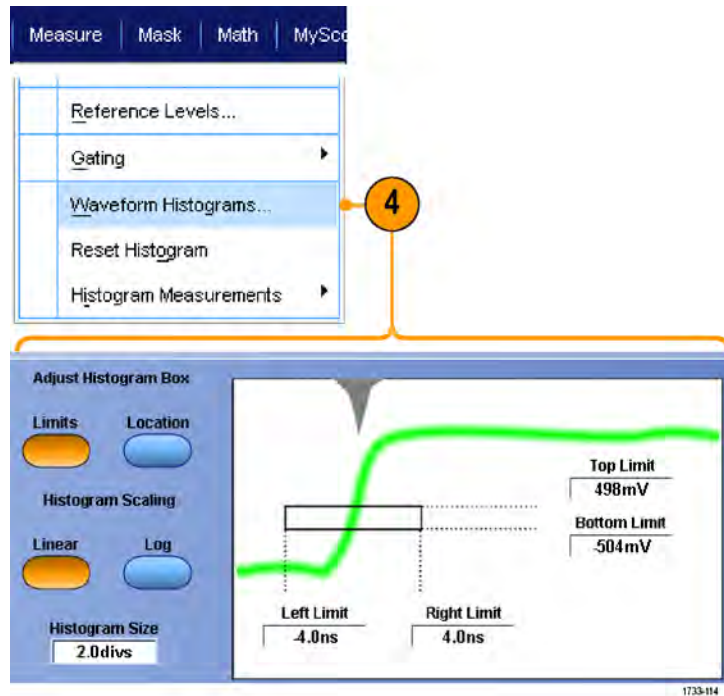 Measure Mask Math MySco
Reference Levels...
Gating
Waveform Histograms...
Reset Histogram
Histogram Measurements
4
Adjust Histogram Box
Limits Location
Histogram Scaling
Linear Log
Histogram Size
2.0divs
Top Limit
498mV
Bottom Limit
-504mV
Left Limit Right Limit
-4.0ns 4.0ns
1733-114